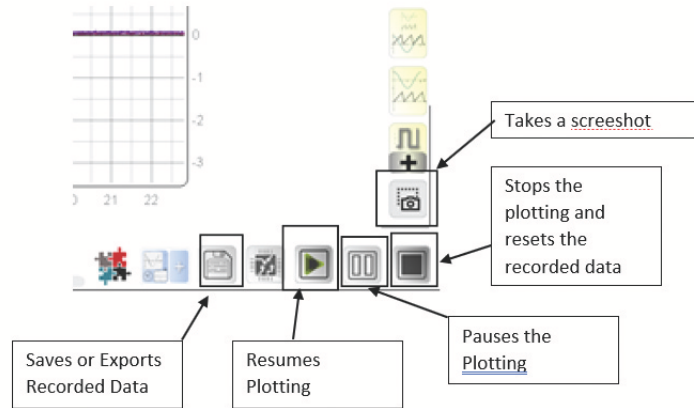 0
-1
-2
-3
21
22
Takes a screeshot
Stops the
plotting and
resets the
recorded data
Pauses the
Plotting
Resumes
Plotting
Saves or Exports
Recorded Data